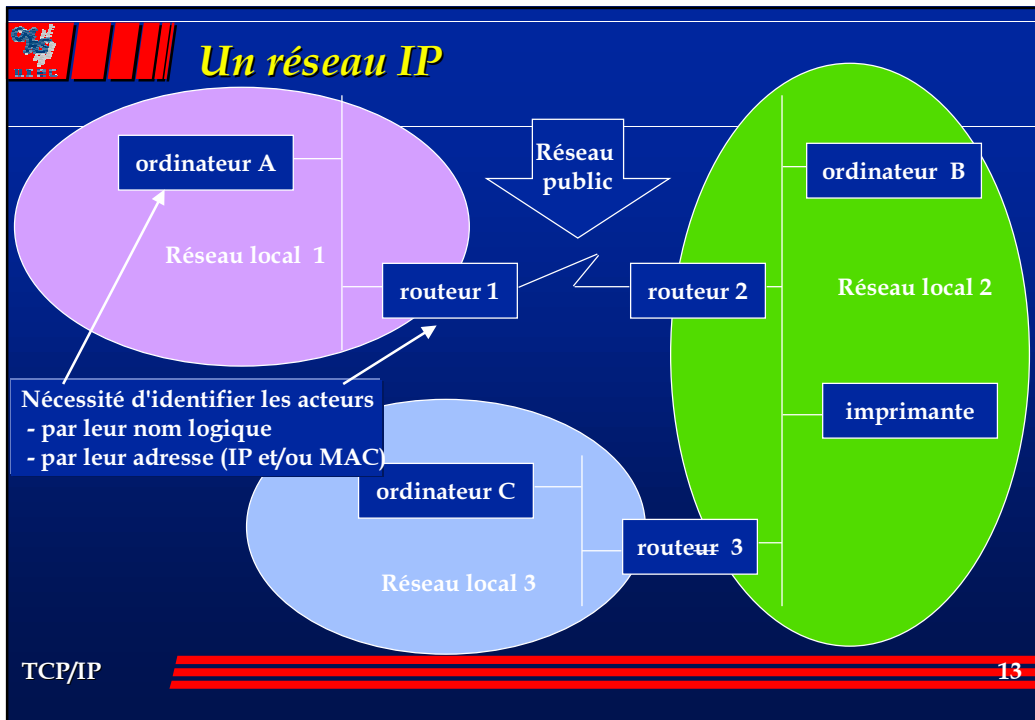 Un réseau IP
ordinateur A
Réseau
public
ordinateur B
Réseau local 1
routeur 1
routeur 2
Réseau local 2
Nécessité d'identifier les acteurs
- par leur nom logique
- par leur adresse (IP et/ou MAC)
imprimante
ordinateur C
routeur 3
Réseau local 3
TCP/IP
13